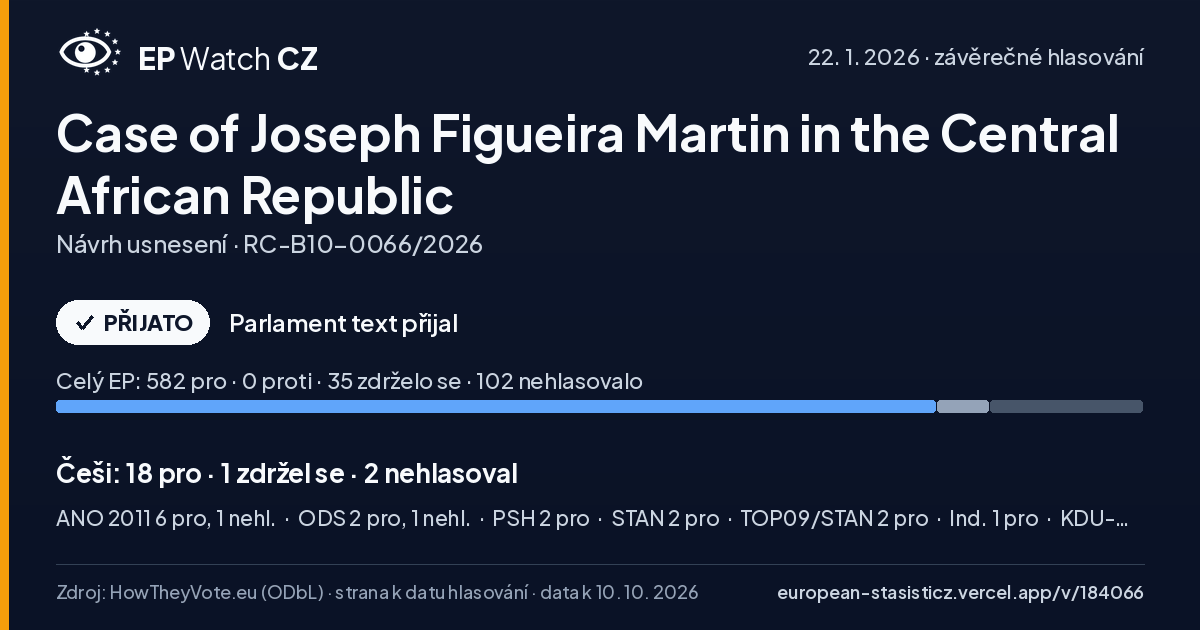 EP Watch CZ
22. 1. 2026 · závěrečné hlasování
Case of Joseph Figueira Martin in the Central
African Republic
Návrh usnesení · RC-B10-0066/2026
✓ PŘIJATO
Parlament text přijal
Celý EP: 582 pro · 0 proti · 35 zdrželo se · 102 nehlasovalo
Češi: 18 pro · 1 zdržel se · 2 nehlasoval
ANO 2011 6 pro, 1 nehl. · ODS 2 pro, 1 nehl. · PSH 2 pro · STAN 2 pro · TOP09/STAN 2 pro · Ind. 1 pro · KDU-…
Zdroj: HowTheyVote.eu (ODbL) · strana k datu hlasování · data k 10. 10. 2026
european-stasisticz.vercel.app/v/184066